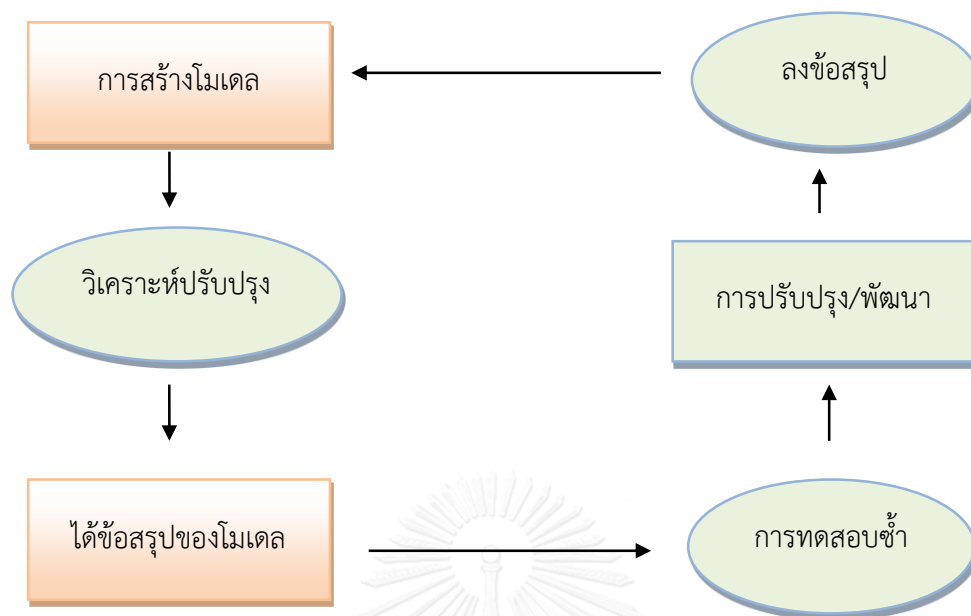 การสร้างโมเดล
ลงข้อสรุป
วิเคราะห์ปรับปรุง
การปรับปรุง/พัฒนา
ได้ข้อสรุปของโมเดล
การทดสอบซ้ำ